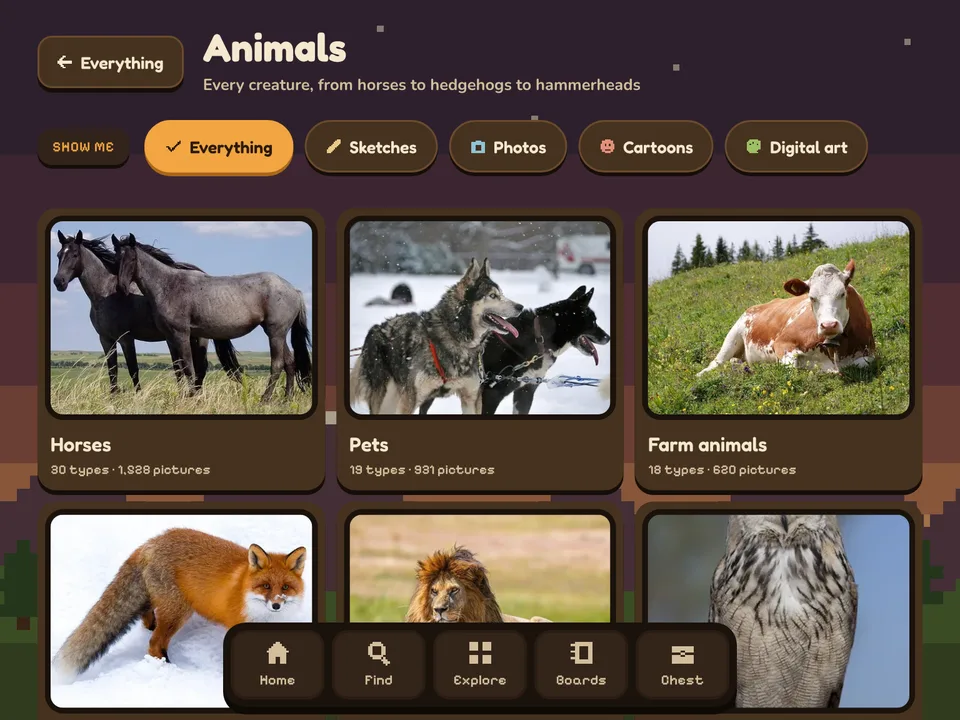 Everything
Animals
Every creature, from horses to hedgehogs to hammerheads
SHOW ME
Everything
Sketches
Photos
Cartoons
Digital art
Horses
30 types · 1,828 pictures
Pets
19 types · 931 pictures
Farm animals
18 types · 620 pictures
Home
Find
Explore
Boards
Chest